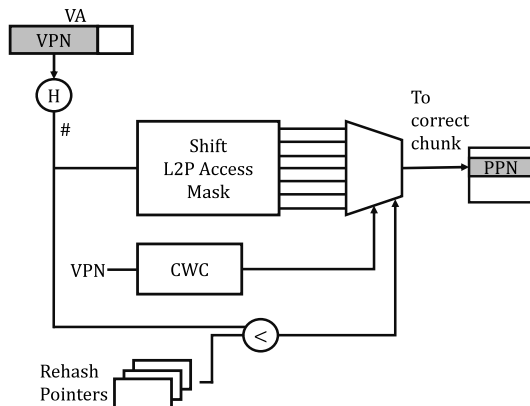 VA
VPN
H
#
To
correct
chunk
Shift
L2P Access
Mask
PPN
VPN
CWC
<
Rehash
Pointers